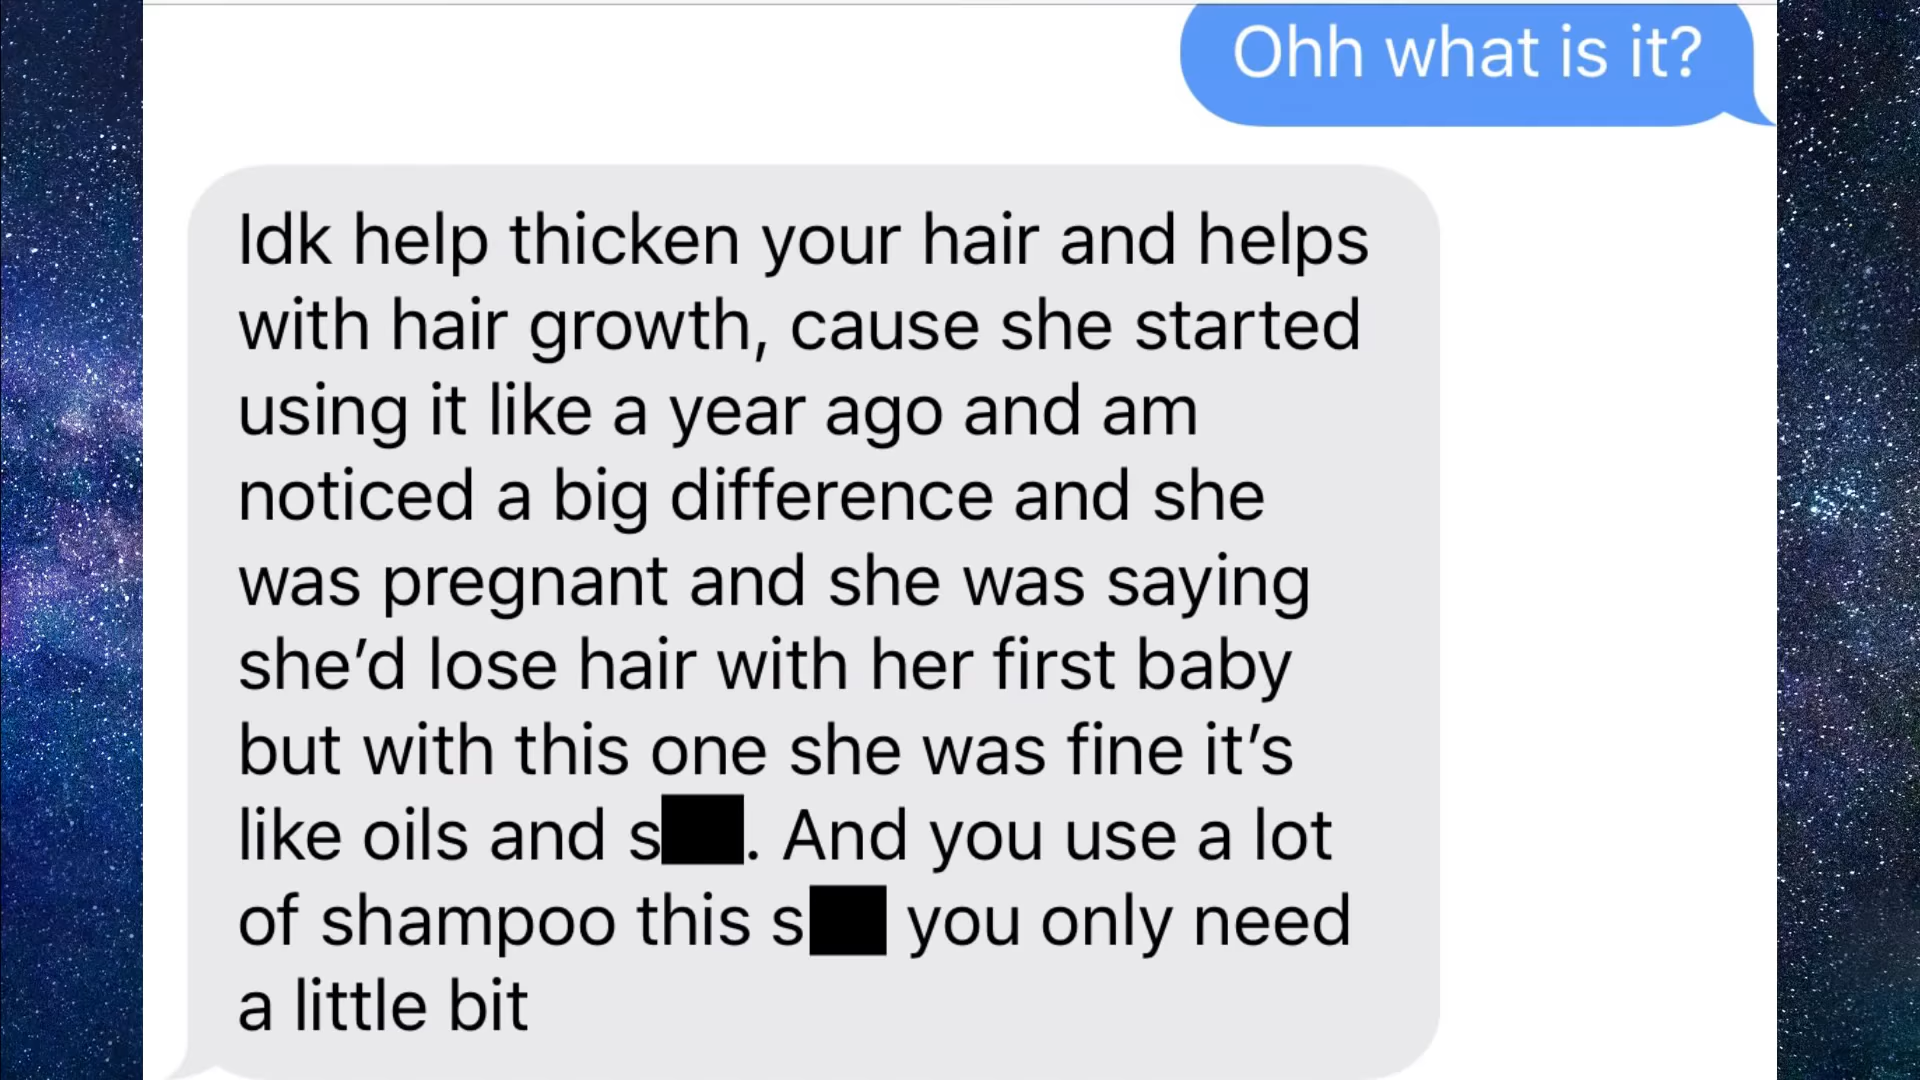 Ohh what is it?
Idk help thicken your hair and helps
with hair growth, cause she started
using it like a year ago and am
noticed a big difference and she
was pregnant and she was saying
she’d lose hair with her first baby
but with this one she was fine it’s
like oils and s. And you use a lot
of shampoo this s you only need
a little bit